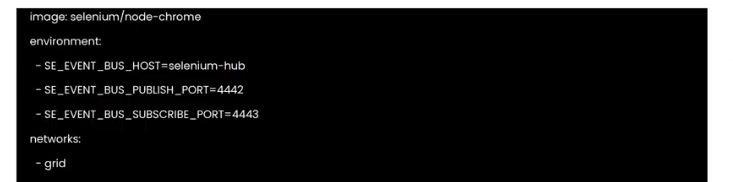 image: selenium/node-chrome
environment:
- SE_EVENT_BUS_HOST=selenium-hub
- SE_EVENT_BUS_PUBLISH_PORT=4442
- SE_EVENT_BUS_SUBSCRIBE_PORT=4443
networks:
- grid